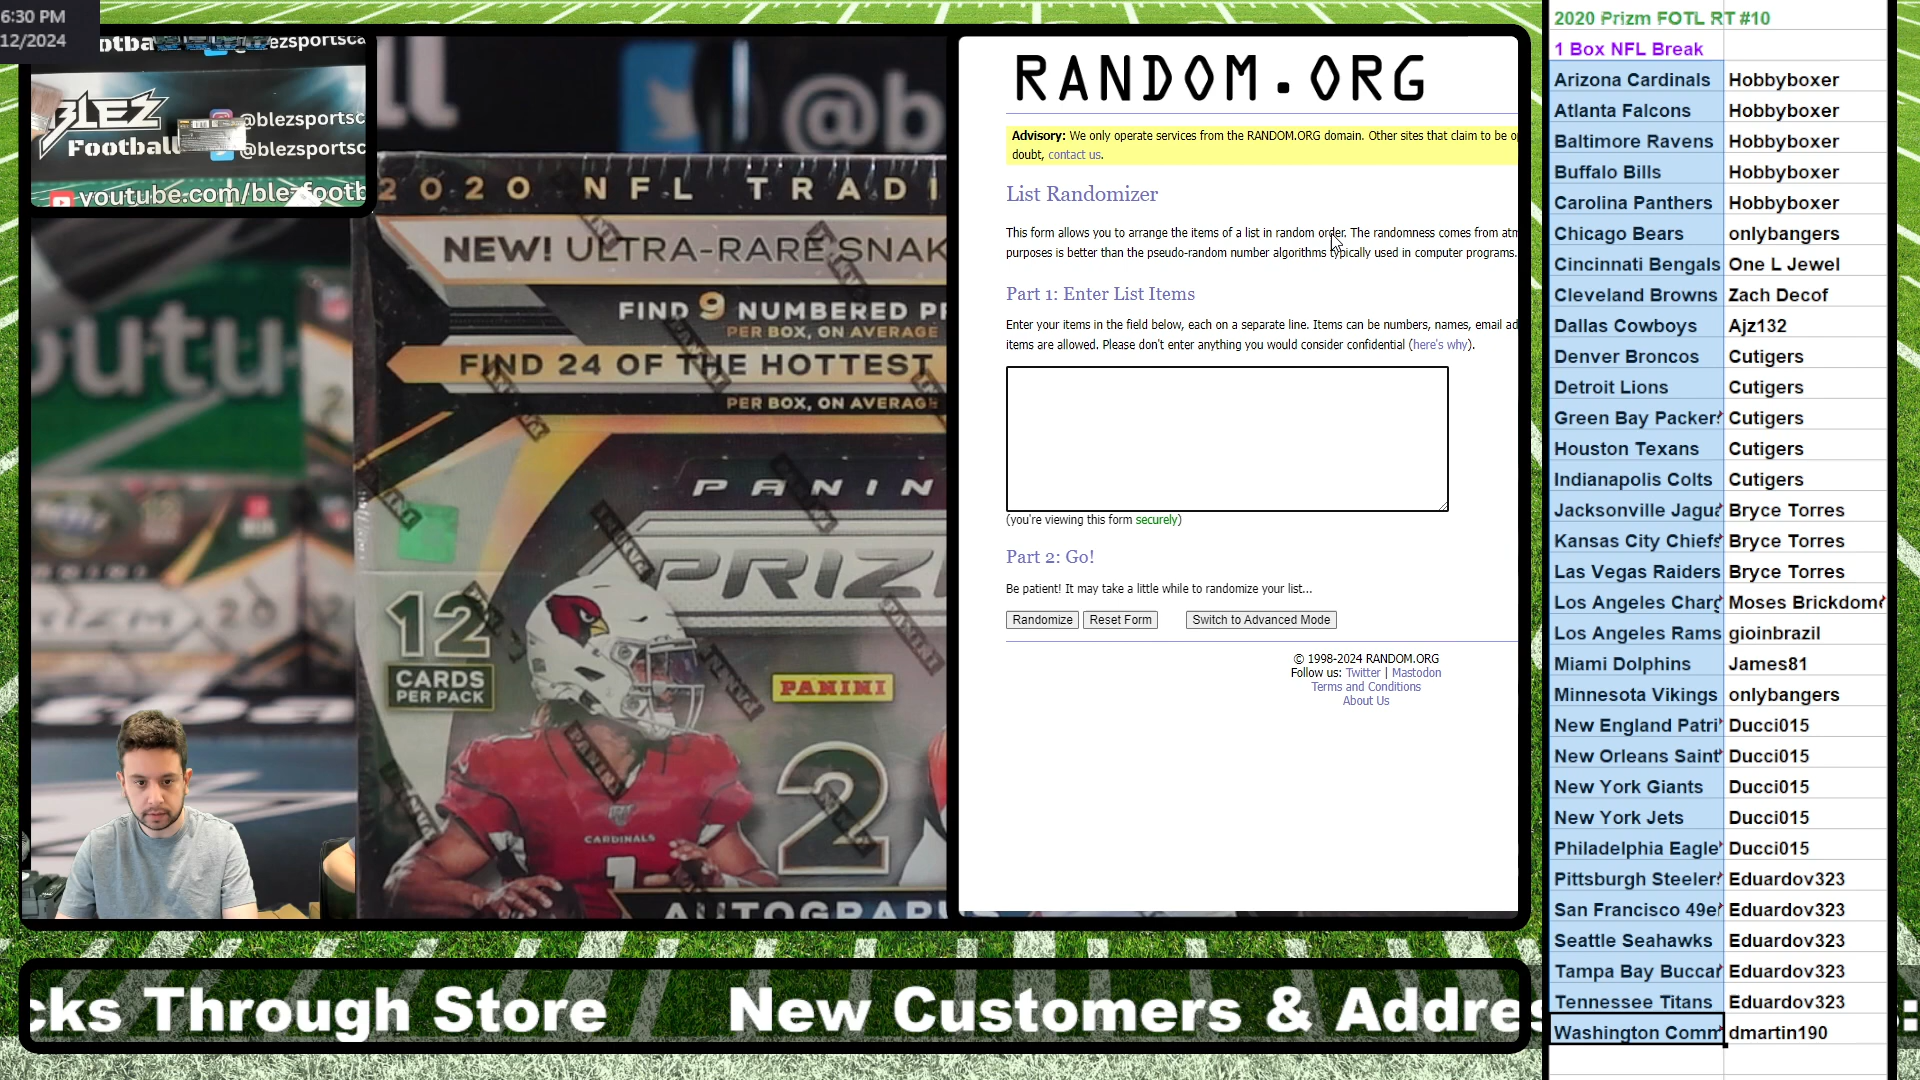 6:30 PM
12/2024
otba
ezsportsca
BLEZ
Football
@blezsportsc
@blezsportsc
youtube.com/blezfootb
@b
outu
2020 NFL TRADI
NEW! ULTRA-RARE SNAK
FIND 9 NUMBERED P
PER BOX, ON AVERAGE
FIND 24 OF THE HOTTEST
PER BOX, ON AVERAGE
PANIN
PRIZ
12
CARDS
PER PACK
PANINI
CARDINALS
1
2
AUTOGRAP
RANDOM.ORG
Advisory: We only operate services from the RANDOM.ORG domain. Other sites that claim to be op
doubt, contact us.
List Randomizer
This form allows you to arrange the items of a list in random order. The randomness comes from atm
purposes is better than the pseudo-random number algorithms typically used in computer programs.
Part 1: Enter List Items
Enter your items in the field below, each on a separate line. Items can be numbers, names, email ad
items are allowed. Please don't enter anything you would consider confidential (here's why).
(you're viewing this form securely)
Part 2: Go!
Be patient! It may take a little while to randomize your list...
Randomize Reset Form Switch to Advanced Mode
© 1998-2024 RANDOM.ORG
Follow us: Twitter | Mastodon
Terms and Conditions
About Us
2020 Prizm FOTL RT #10
1 Box NFL Break
Arizona Cardinals Hobbyboxer
Atlanta Falcons Hobbyboxer
Baltimore Ravens Hobbyboxer
Buffalo Bills Hobbyboxer
Carolina Panthers Hobbyboxer
Chicago Bears onlybangers
Cincinnati Bengals One L Jewel
Cleveland Browns Zach Decof
Dallas Cowboys Ajz132
Denver Broncos Cutigers
Detroit Lions Cutigers
Green Bay Packer Cutigers
Houston Texans Cutigers
Indianapolis Colts Cutigers
Jacksonville Jagua Bryce Torres
Kansas City Chiefs Bryce Torres
Las Vegas Raiders Bryce Torres
Los Angeles Charg Moses Brickdom
Los Angeles Rams gioinbrazil
Miami Dolphins James81
Minnesota Vikings onlybangers
New England Patri Ducci015
New Orleans Saint Ducci015
New York Giants Ducci015
New York Jets Ducci015
Philadelphia Eagle Ducci015
Pittsburgh Steeler Eduardov323
San Francisco 49er Eduardov323
Seattle Seahawks Eduardov323
Tampa Bay Buccar Eduardov323
Tennessee Titans Eduardov323
Washington Comm dmartin190
cks Through Store New Customers & Addres